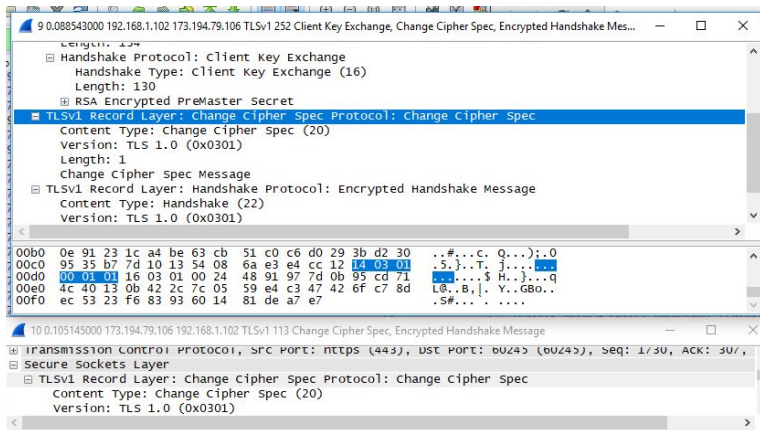 9 0.088543000 192.168.1.102 173.194.79.106 TLSv1 252 Client Key Exchange, Change Cipher Spec, Encrypted Handshake Mes...
Length: 134
Handshake Protocol: Client Key Exchange
Handshake Type: Client Key Exchange (16)
Length: 130
RSA Encrypted PreMaster Secret
TLSv1 Record Layer: Change Cipher Spec Protocol: Change Cipher Spec
Content Type: Change Cipher Spec (20)
Version: TLS 1.0 (0x0301)
Length: 1
Change Cipher Spec Message
TLSv1 Record Layer: Handshake Protocol: Encrypted Handshake Message
Content Type: Handshake (22)
Version: TLS 1.0 (0x0301)
00b0 0e 91 23 1c a4 be 63 cb 51 c0 c6 d0 29 3b d2 30 ..#...c. Q...);.0
00c0 95 35 b7 7d 10 13 54 08 6a e3 e4 cc 12 14 03 01 .5.}..T. j.......
00d0 00 01 01 16 03 01 00 24 48 91 97 7d 0b 95 cd 71 .......$ H..}...q
00e0 4c 40 13 0b 42 2c 7c 05 59 e4 c3 47 42 6f c7 8d L@..B,|. Y..GBo..
00f0 ec 53 23 f6 83 93 60 14 81 de a7 e7 .S#...`. ....
10 0.105145000 173.194.79.106 192.168.1.102 TLSv1 113 Change Cipher Spec, Encrypted Handshake Message
Transmission Control Protocol, Src Port: https (443), Dst Port: 60245 (60245), Seq: 1730, Ack: 307,
Secure Sockets Layer
TLSv1 Record Layer: Change Cipher Spec Protocol: Change Cipher Spec
Content Type: Change Cipher Spec (20)
Version: TLS 1.0 (0x0301)